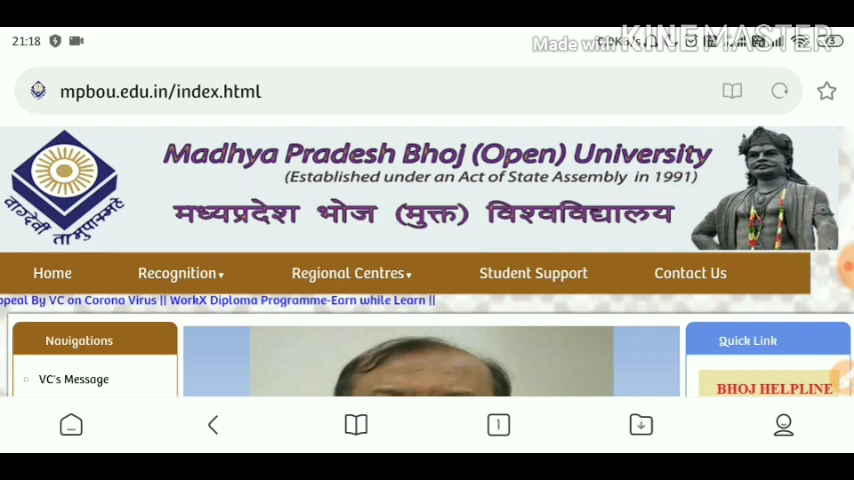 Made with KINEMASTER
21:18
mpbou.edu.in/index.html
Madhya Pradesh Bhoj (Open) University
(Established under an Act of State Assembly in 1991)
मध्यप्रदेश भोज (मुक्त) विश्वविद्यालय
Home Recognition▾ Regional Centres▾ Student Support Contact Us
ppeal By VC on Corona Virus || WorkX Diploma Programme-Earn while Learn ||
Navigations
Quick Link
VC's Message
BHOJ HELPLINE
1